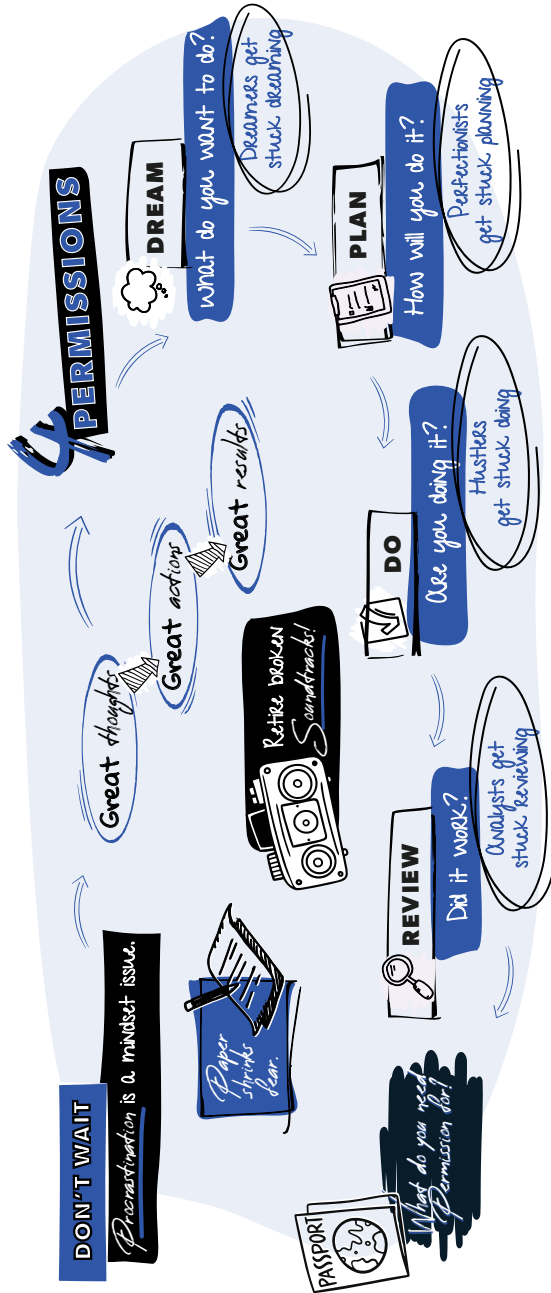 DON'T WAIT
Procrastination is a mindset issue.
Great thoughts
Great actions
Great results
4
PERMISSIONS
DREAM
What do you want to do?
Dreamers get
stuck dreaming
PLAN
How will you do it?
Perfectionists
get stuck planning
DO
Are you doing it?
Hustlers
get stuck doing
REVIEW
Did it work?
Analysts get
stuck Reviewing
Retire broken
Soundtracks!
Paper
shrinks
fear.
PASSPORT
What do you need
Permission for?